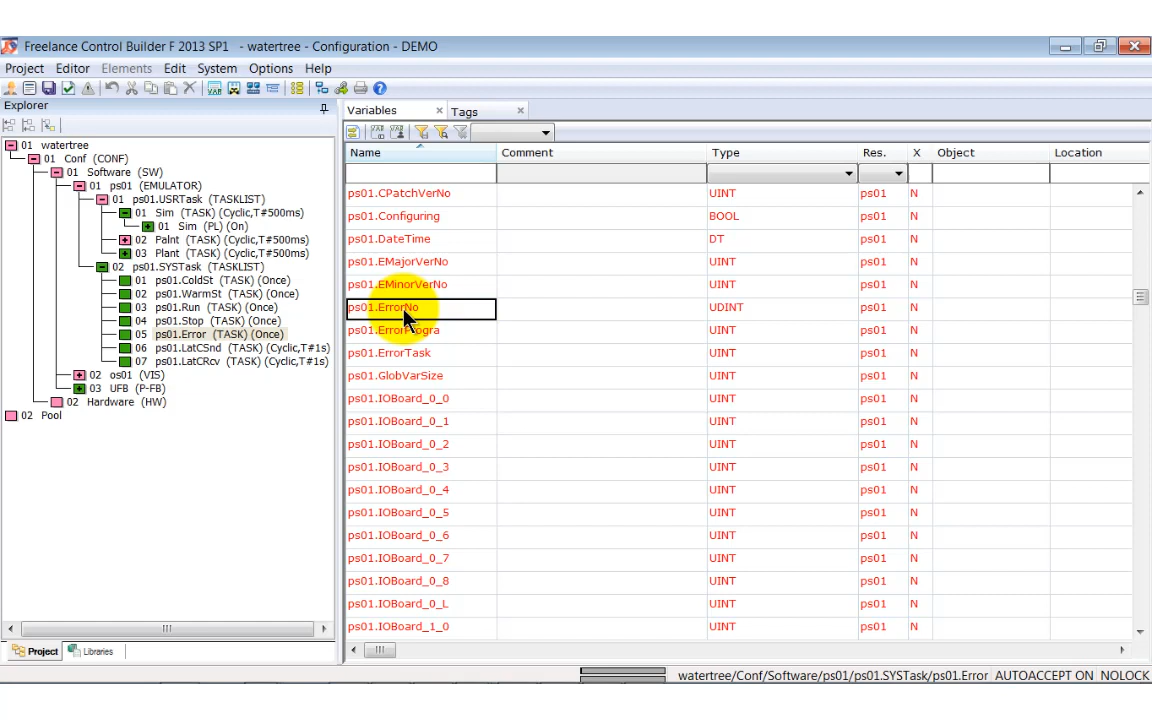 Freelance Control Builder F 2013 SP1 - watertree - Configuration - DEMO
Project Editor Elements Edit System Options Help
Explorer
01 watertree
01 Conf (CONF)
01 Software (SW)
01 ps01 (EMULATOR)
01 ps01.USRTask (TASKLIST)
01 Sim (TASK) (Cyclic,T#500ms)
01 Sim (PL) (On)
02 PaInt (TASK) (Cyclic,T#500ms)
03 Plant (TASK) (Cyclic,T#500ms)
02 ps01.SYSTask (TASKLIST)
01 ps01.ColdSt (TASK) (Once)
02 ps01.WarmSt (TASK) (Once)
03 ps01.Run (TASK) (Once)
04 ps01.Stop (TASK) (Once)
05 ps01.Error (TASK) (Once)
06 ps01.LatCSnd (TASK) (Cyclic,T#1s)
07 ps01.LatCRcv (TASK) (Cyclic,T#1s)
02 os01 (VIS)
03 UFB (P-FB)
02 Hardware (HW)
02 Pool
Project Libraries
Variables × Tags ×
Name Comment Type Res. X Object Location
ps01.CPatchVerNo UINT ps01 N
ps01.Configuring BOOL ps01 N
ps01.DateTime DT ps01 N
ps01.EMajorVerNo UINT ps01 N
ps01.EMinorVerNo UINT ps01 N
ps01.ErrorNo UDINT ps01 N
ps01.ErrorProgra UINT ps01 N
ps01.ErrorTask UINT ps01 N
ps01.GlobVarSize UINT ps01 N
ps01.IOBoard_0_0 UINT ps01 N
ps01.IOBoard_0_1 UINT ps01 N
ps01.IOBoard_0_2 UINT ps01 N
ps01.IOBoard_0_3 UINT ps01 N
ps01.IOBoard_0_4 UINT ps01 N
ps01.IOBoard_0_5 UINT ps01 N
ps01.IOBoard_0_6 UINT ps01 N
ps01.IOBoard_0_7 UINT ps01 N
ps01.IOBoard_0_8 UINT ps01 N
ps01.IOBoard_0_L UINT ps01 N
ps01.IOBoard_1_0 UINT ps01 N
watertree/Conf/Software/ps01/ps01.SYSTask/ps01.Error AUTOACCEPT ON NOLOCK